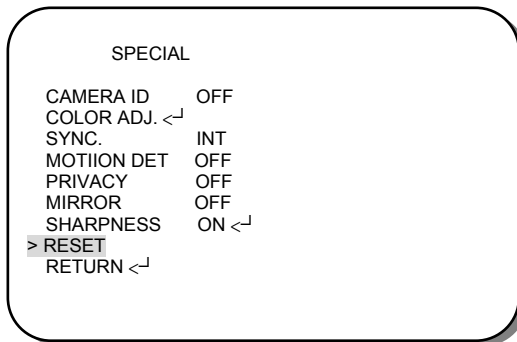 SPECIAL
CAMERA ID OFF
COLOR ADJ. <┘
SYNC. INT
MOTIION DET OFF
PRIVACY OFF
MIRROR OFF
SHARPNESS ON <┘
> RESET
RETURN <┘